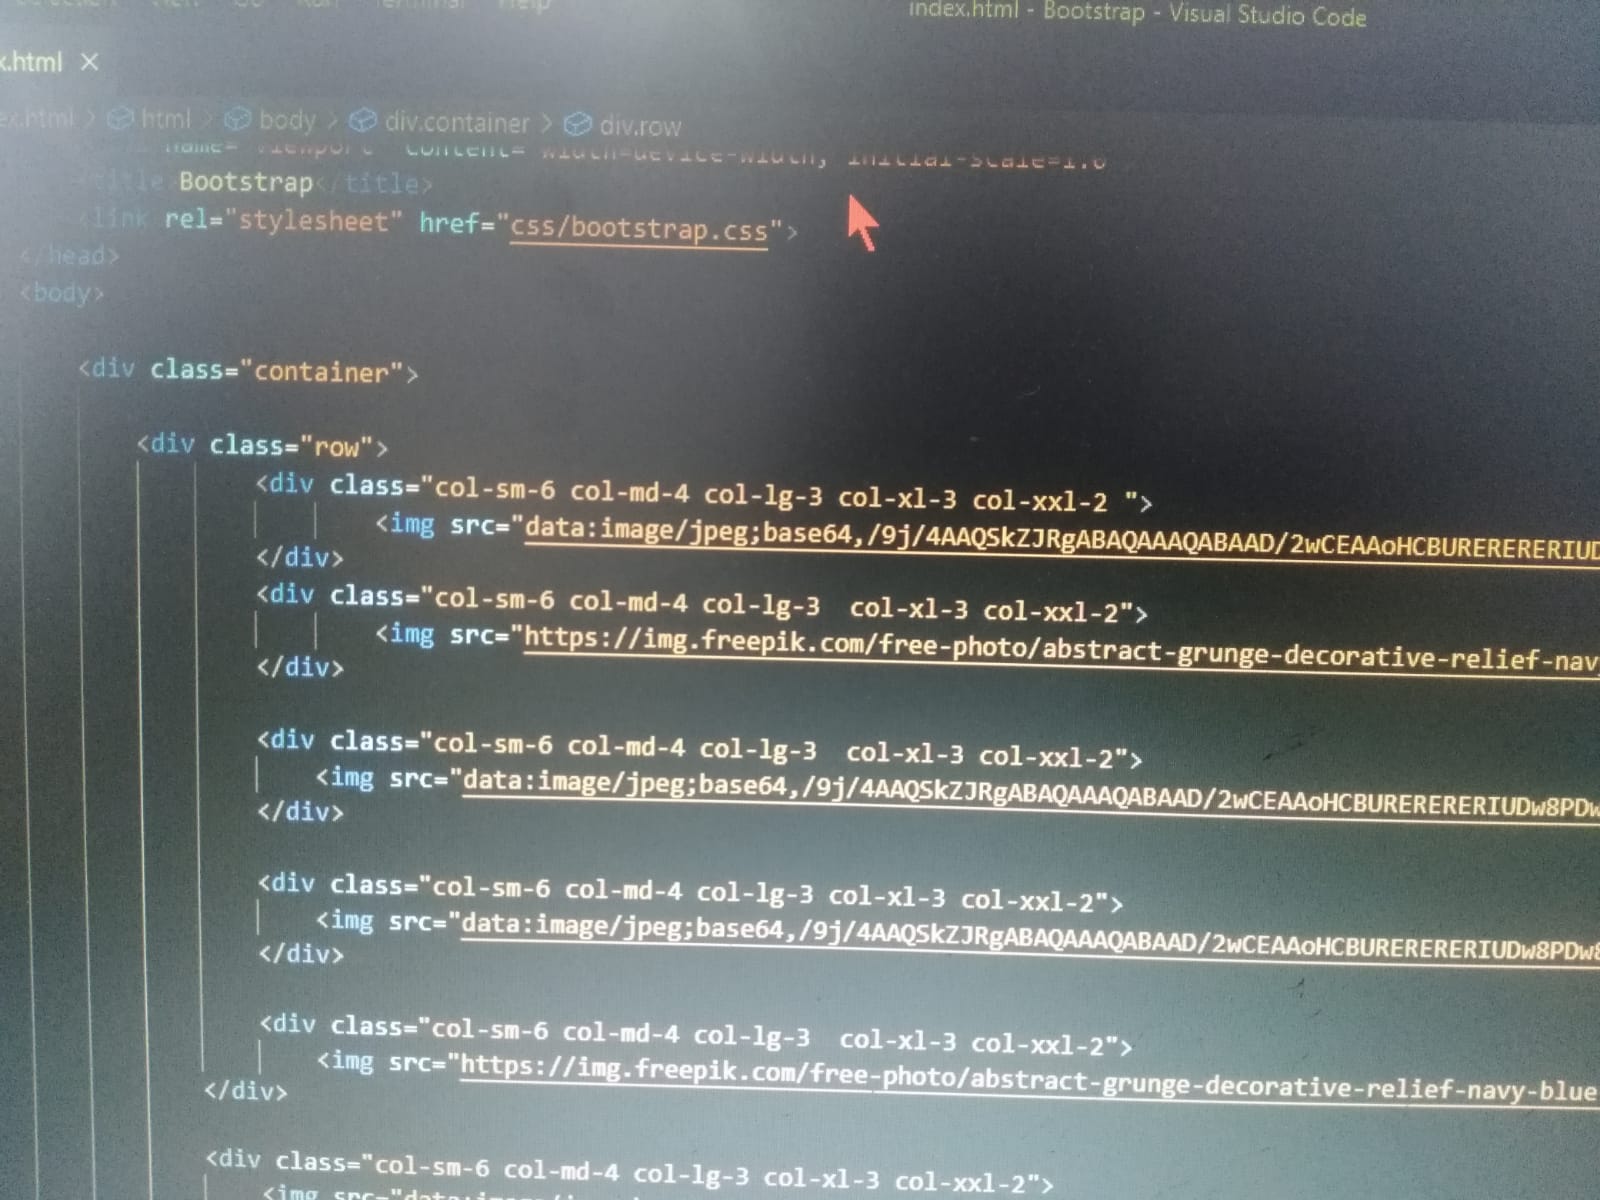 Selection View Go Run Terminal Help
index.html - Bootstrap - Visual Studio Code
x.html ×
ex.html > html > body > div.container > div.row
name="viewport" content="width=device-width, initial-scale=1.0
<title>Bootstrap</title>
<link rel="stylesheet" href="css/bootstrap.css">
</head>
<body>
<div class="container">
<div class="row">
<div class="col-sm-6 col-md-4 col-lg-3 col-xl-3 col-xxl-2 ">
<img src="data:image/jpeg;base64,/9j/4AAQSkZJRgABAQAAAQABAAD/2wCEAAoHCBURERERERIUD
</div>
<div class="col-sm-6 col-md-4 col-lg-3  col-xl-3 col-xxl-2">
<img src="https://img.freepik.com/free-photo/abstract-grunge-decorative-relief-nav
</div>
<div class="col-sm-6 col-md-4 col-lg-3  col-xl-3 col-xxl-2">
<img src="data:image/jpeg;base64,/9j/4AAQSkZJRgABAQAAAQABAAD/2wCEAAoHCBURERERERIUDw8PDw
</div>
<div class="col-sm-6 col-md-4 col-lg-3 col-xl-3 col-xxl-2">
<img src="data:image/jpeg;base64,/9j/4AAQSkZJRgABAQAAAQABAAD/2wCEAAoHCBURERERERIUDw8PDw8
</div>
<div class="col-sm-6 col-md-4 col-lg-3  col-xl-3 col-xxl-2">
<img src="https://img.freepik.com/free-photo/abstract-grunge-decorative-relief-navy-blue
</div>
<div class="col-sm-6 col-md-4 col-lg-3 col-xl-3 col-xxl-2">
<img src="data:image/